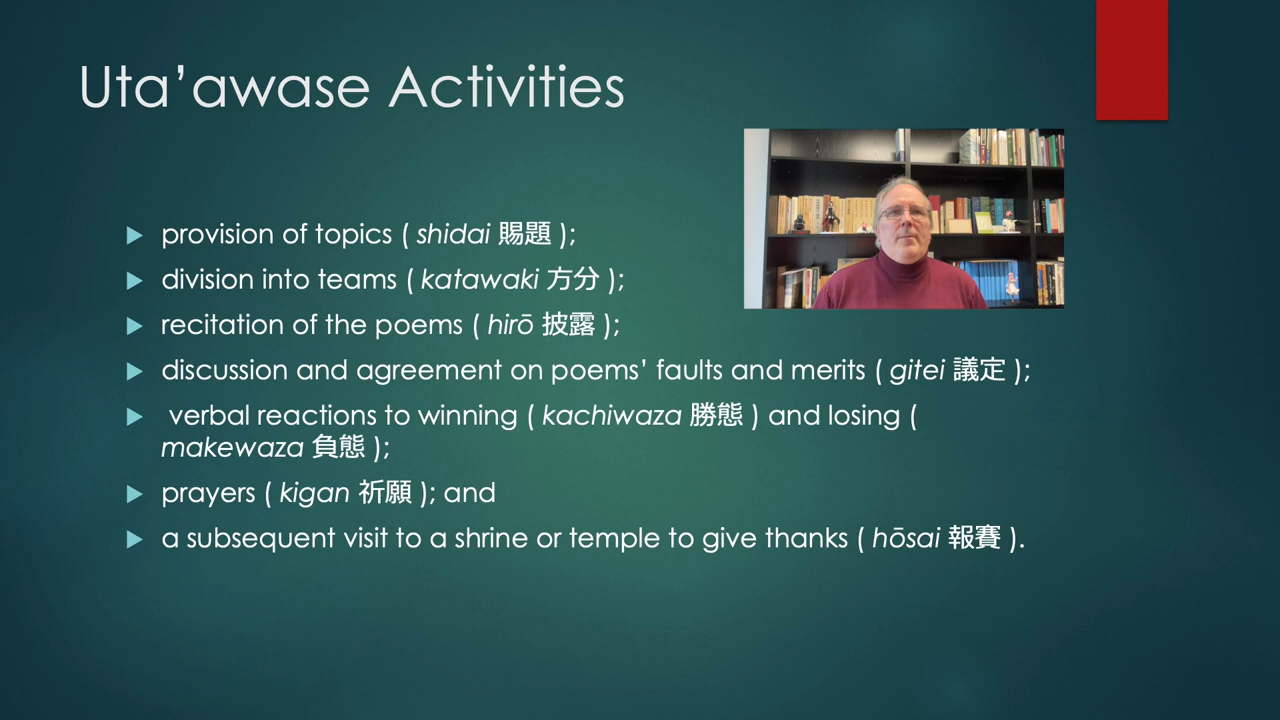 Uta’awase Activities
provision of topics ( shidai 賜題 );
division into teams ( katawaki 方分 );
recitation of the poems ( hirō 披露 );
discussion and agreement on poems’ faults and merits ( gitei 議定 );
verbal reactions to winning ( kachiwaza 勝態 ) and losing (
makewaza 負態 );
prayers ( kigan 祈願 ); and
a subsequent visit to a shrine or temple to give thanks ( hōsai 報賽 ).